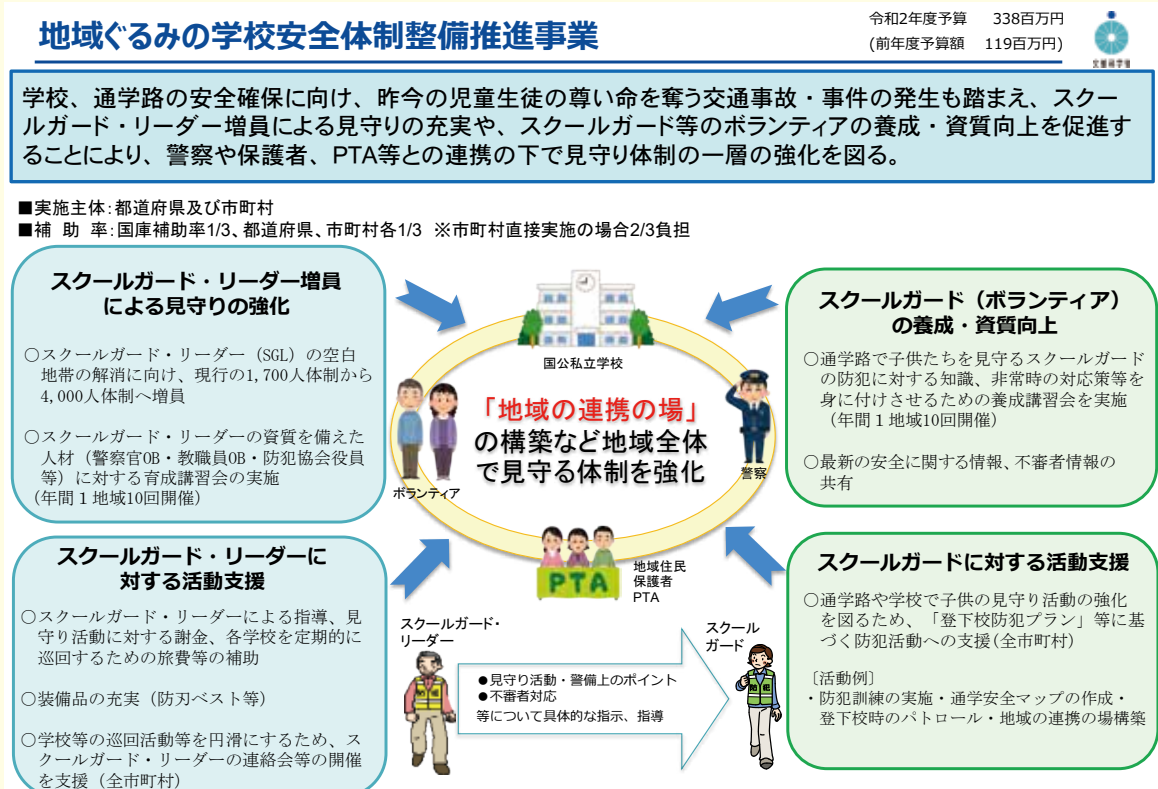 地域ぐるみの学校安全体制整備推進事業
令和2年度予算 338百万円
(前年度予算額 119百万円)
文部科学省
学校、通学路の安全確保に向け、昨今の児童生徒の尊い命を奪う交通事故・事件の発生も踏まえ、スクー
ルガード・リーダー増員による見守りの充実や、スクールガード等のボランティアの養成・資質向上を促進す
ることにより、警察や保護者、PTA等との連携の下で見守り体制の一層の強化を図る。
■実施主体:都道府県及び市町村
■補 助 率:国庫補助率1/3、都道府県、市町村各1/3 ※市町村直接実施の場合2/3負担
スクールガード・リーダー増員
による見守りの強化
○スクールガード・リーダー（SGL）の空白
地帯の解消に向け、現行の1,700人体制から
4,000人体制へ増員
○スクールガード・リーダーの資質を備えた
人材（警察官OB・教職員OB・防犯協会役員
等）に対する育成講習会の実施
（年間１地域10回開催）
国公私立学校
ボランティア
「地域の連携の場」
の構築など地域全体
で見守る体制を強化
警察
PTA
地域住民
保護者
PTA
スクールガード（ボランティア）
の養成・資質向上
○通学路で子供たちを見守るスクールガード
の防犯に対する知識、非常時の対応策等を
身に付けさせるための養成講習会を実施
（年間１地域10回開催）
○最新の安全に関する情報、不審者情報の
共有
スクールガード・リーダーに
対する活動支援
○スクールガード・リーダーによる指導、見
守り活動に対する謝金、各学校を定期的に
巡回するための旅費等の補助
○装備品の充実（防刃ベスト等）
○学校等の巡回活動等を円滑にするため、ス
クールガード・リーダーの連絡会等の開催
を支援（全市町村）
スクールガード・
リーダー
防犯
●見守り活動・警備上のポイント
●不審者対応
等について具体的な指示、指導
スクール
ガード
防犯
スクールガードに対する活動支援
○通学路や学校で子供の見守り活動の強化
を図るため、「登下校防犯プラン」等に基
づく防犯活動への支援(全市町村)
〔活動例〕
・防犯訓練の実施・通学安全マップの作成・
登下校時のパトロール・地域の連携の場構築